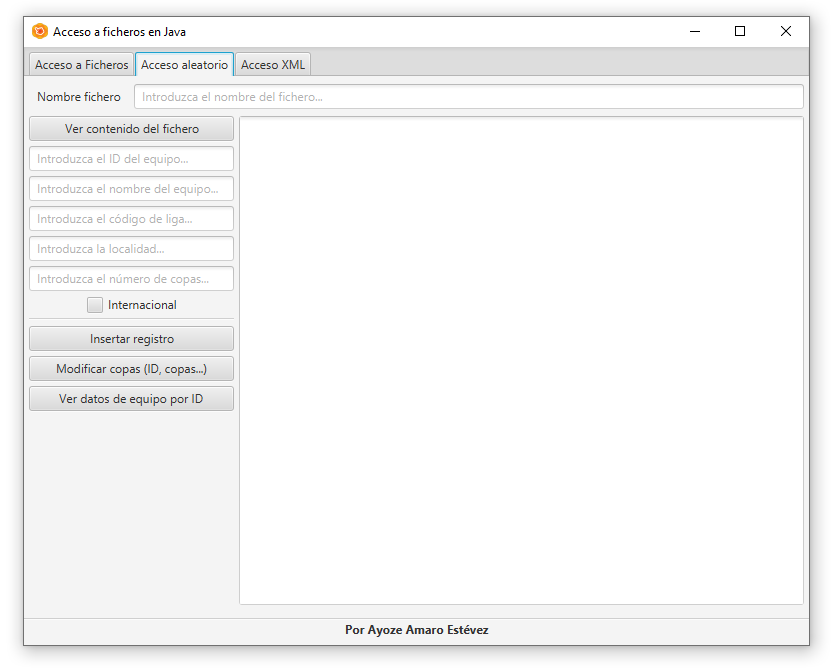 Acceso a ficheros en Java
Acceso a Ficheros Acceso aleatorio Acceso XML
Nombre fichero Introduzca el nombre del fichero...
Ver contenido del fichero
Introduzca el ID del equipo...
Introduzca el nombre del equipo...
Introduzca el código de liga...
Introduzca la localidad...
Introduzca el número de copas...
Internacional
Insertar registro
Modificar copas (ID, copas...)
Ver datos de equipo por ID
Por Ayoze Amaro Estévez